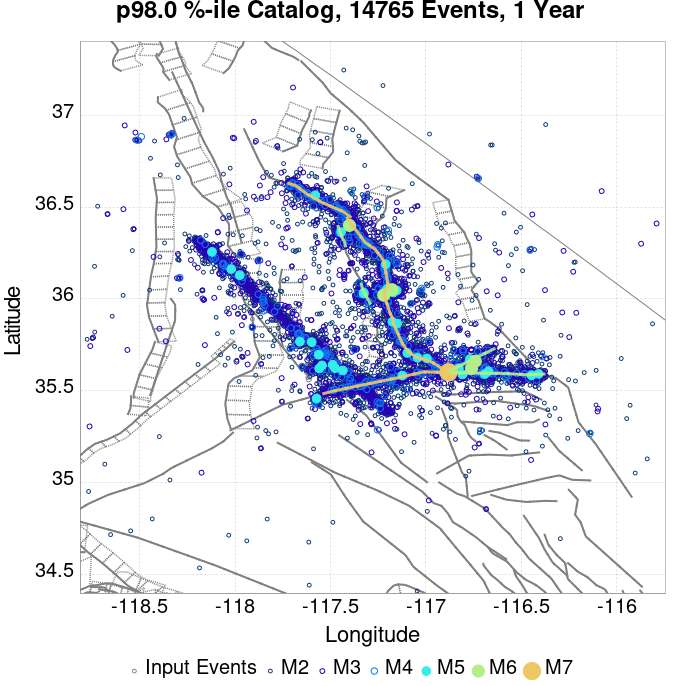 p98.0 %-ile Catalog, 14765 Events, 1 Year
Latitude
37
36.5
36
35.5
35
34.5
-118.5 -118 -117.5 -117 -116.5 -116
Longitude
Input Events M2 M3 M4 M5 M6 M7